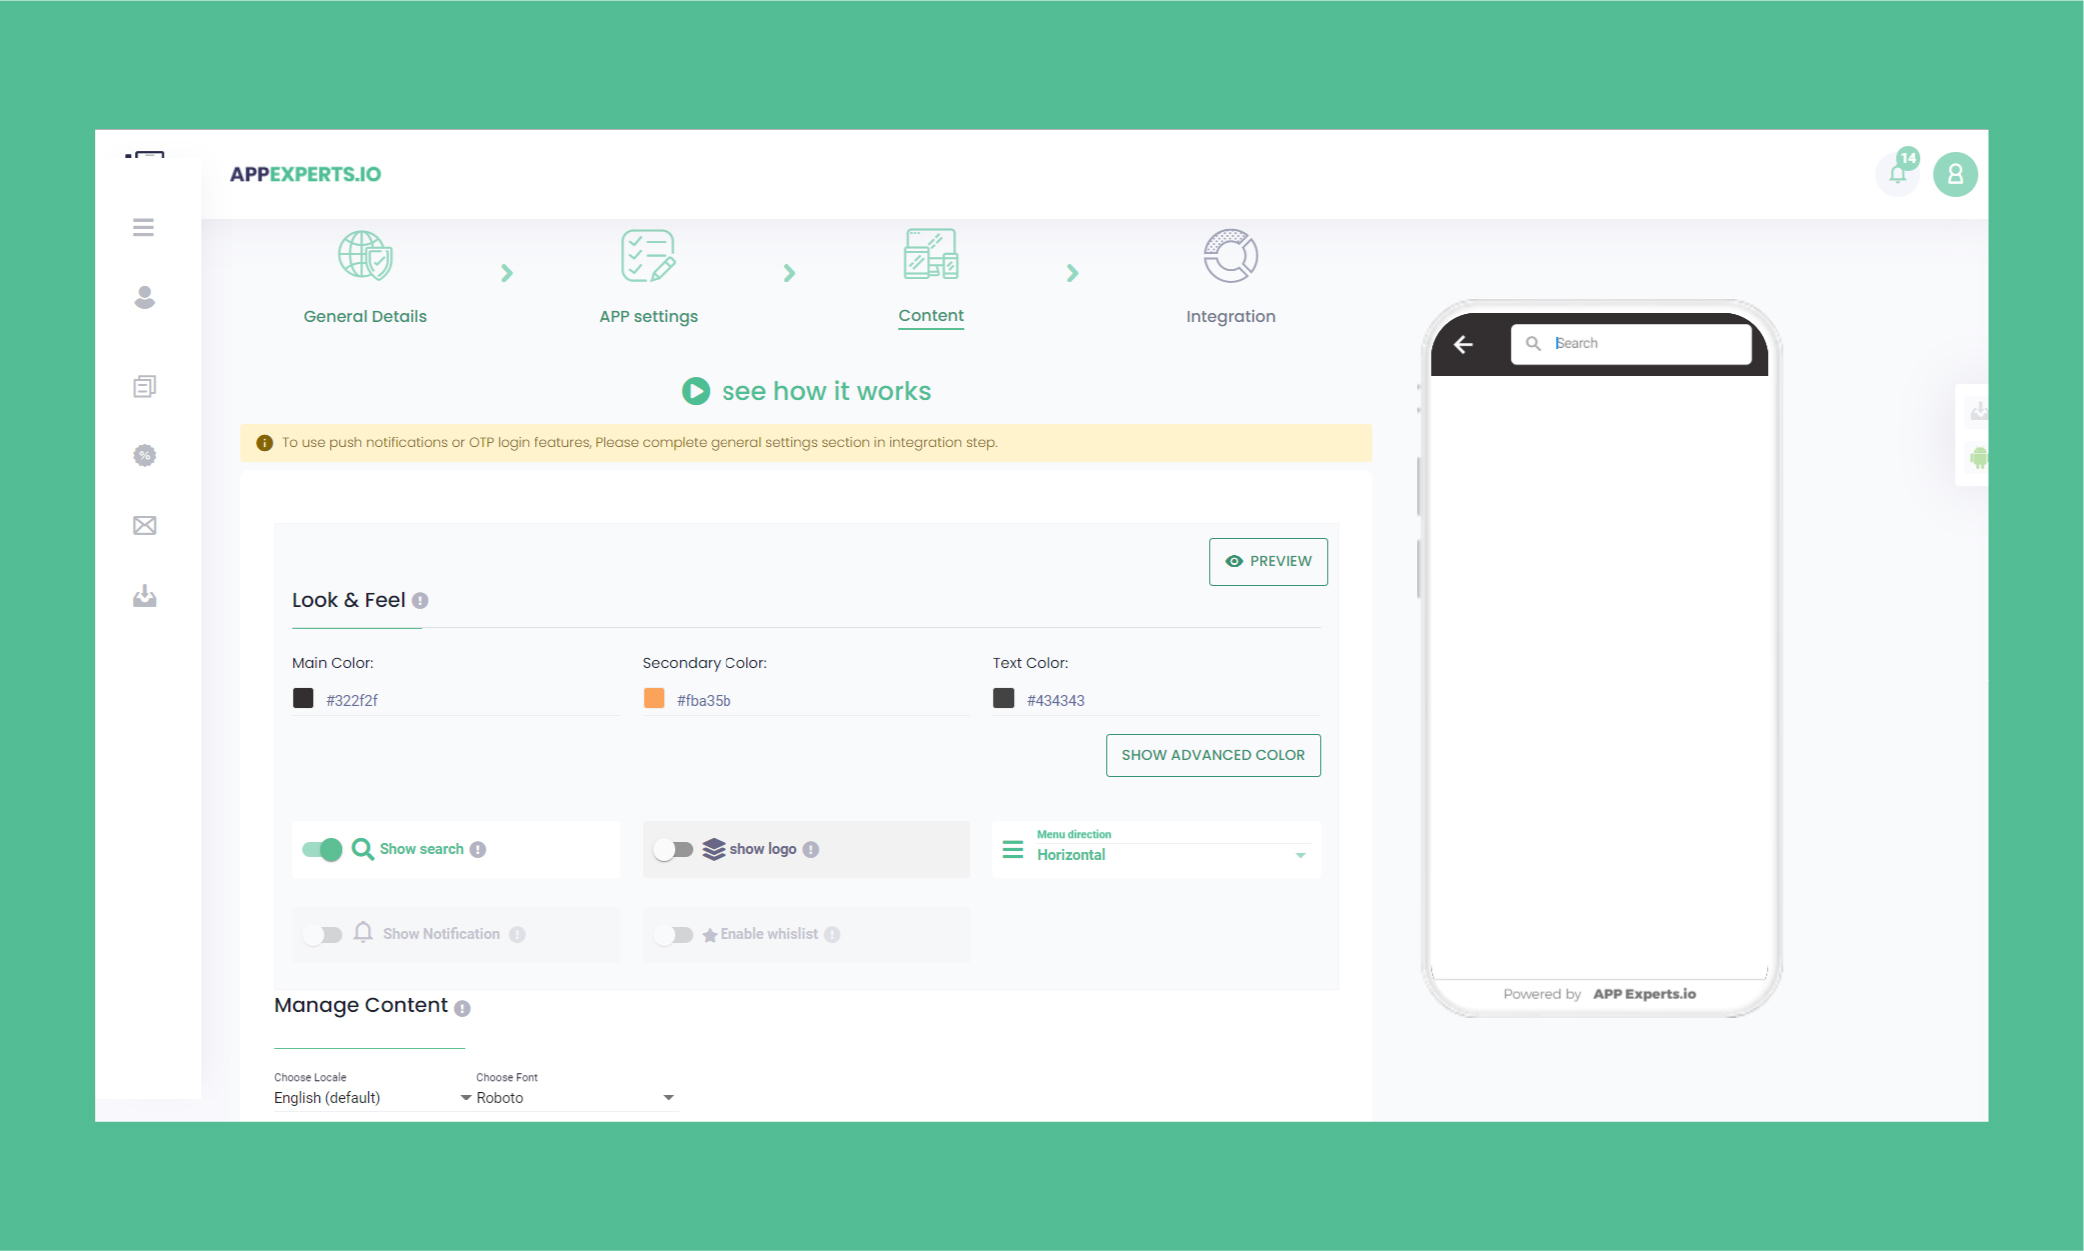 APPEXPERTS.IO
14
General Details
APP settings
Content
Integration
see how it works
To use push notifications or OTP login features, Please complete general settings section in integration step.
PREVIEW
Look & Feel
Main Color:
Secondary Color:
Text Color:
#322f2f
#fba35b
#434343
SHOW ADVANCED COLOR
Show search
show logo
Menu direction
Horizontal
Show Notification
Enable whislist
Manage Content
Choose Locale
Choose Font
English (default)
Roboto
Search
Powered by APP Experts.io